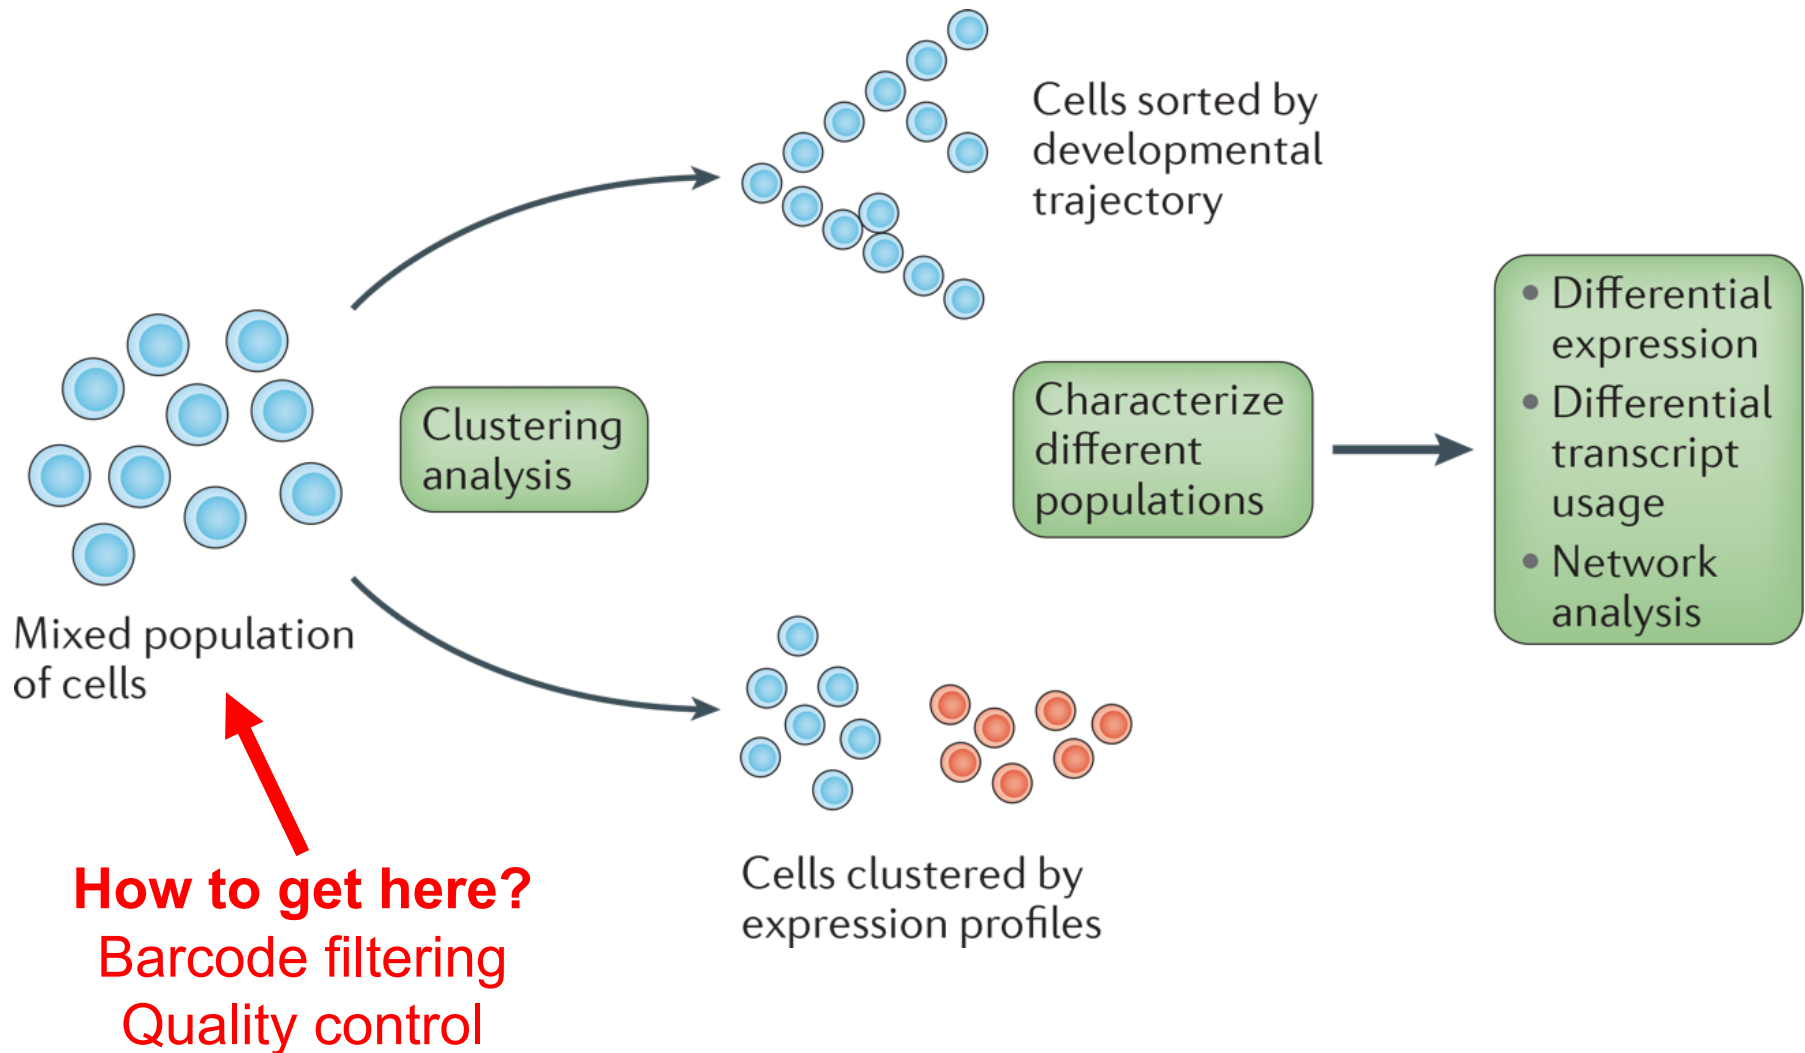 Cells sorted by
developmental
trajectory
Clustering
analysis
Mixed population
of cells
Characterize
different
populations
• Differential
expression
• Differential
transcript
usage
• Network
analysis
How to get here?
Barcode filtering
Quality control
Cells clustered by
expression profiles